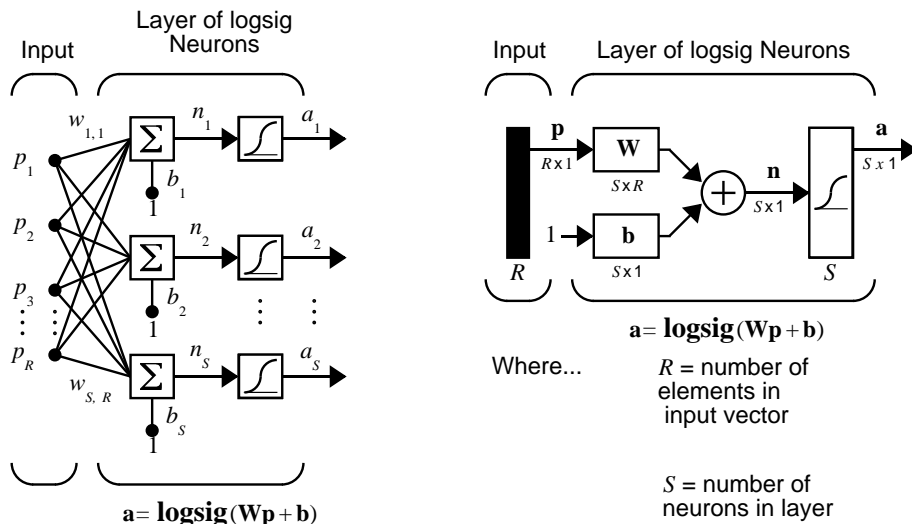 Layer of logsig
Neurons
Input
w1,1
n1
a1
Σ
p1
b1
1
p2
n2
a2
Σ
p3
b2
1
pR
nS
aS
Σ
wS, R
bS
1
a= logsig(Wp+b)
Input
Layer of logsig Neurons
p
W
a
R x 1
S x R
S x 1
n
+
S x 1
1
b
S x 1
R
S
a= logsig(Wp+b)
Where...
R = number of
elements in
input vector
S = number of
neurons in layer